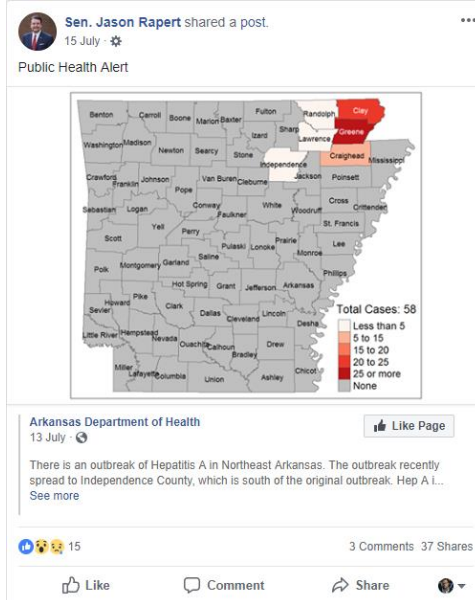 Sen. Jason Rapert shared a post.
15 July
Public Health Alert
Benton Carroll Boone Marion Baxter Fulton Randolph Clay
Izard Sharp Lawrence Greene
Washington Madison Newton Searcy Stone Independence Craighead Mississippi
Crawford Franklin Johnson Pope Van Buren Cleburne Jackson Poinsett
Sebastian Logan Conway Faulkner White Woodruff Cross Crittenden
St. Francis
Scott Yell Perry Pulaski Lonoke Prairie Monroe Lee
Saline
Polk Montgomery Garland Phillips
Hot Spring Grant Jefferson Arkansas
Howard Pike
Sevier Clark Dallas Cleveland Lincoln Desha
Little River Hempstead Nevada Ouachita Calhoun Bradley Drew
Miller Lafayette Columbia Union Ashley Chicot
Total Cases: 58
Less than 5
5 to 15
15 to 20
20 to 25
25 or more
None
Arkansas Department of Health
Like Page
13 July
There is an outbreak of Hepatitis A in Northeast Arkansas. The outbreak recently
spread to Independence County, which is south of the original outbreak. Hep A i...
See more
15
3 Comments 37 Shares
Like Comment Share